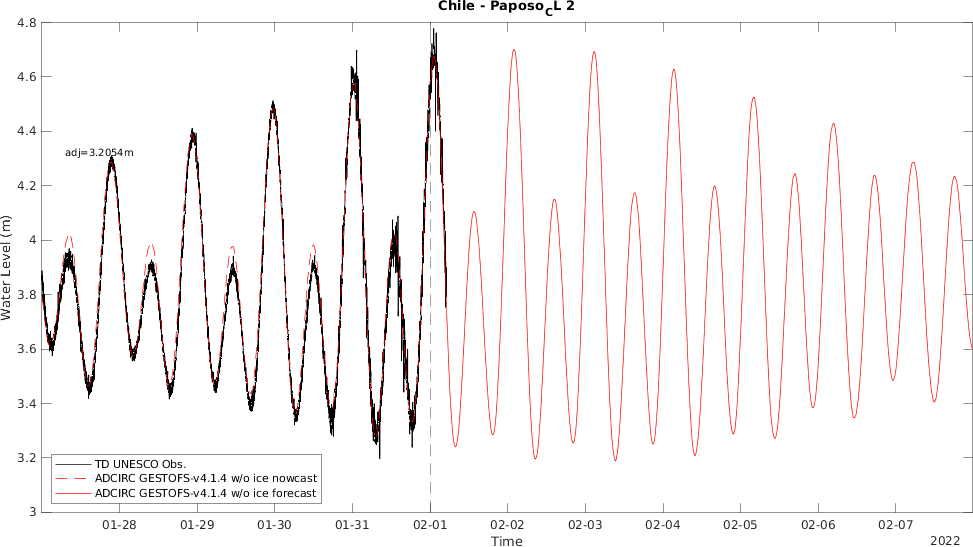 Chile - Paposo_CL 2
4.8
4.6
4.4
4.2
4
3.8
3.6
3.4
3.2
3
Water Level (m)
adj=3.2054m
TD UNESCO Obs.
ADCIRC GESTOFS-v4.1.4 w/o ice nowcast
ADCIRC GESTOFS-v4.1.4 w/o ice forecast
01-28 01-29 01-30 01-31 02-01 02-02 02-03 02-04 02-05 02-06 02-07
Time
2022